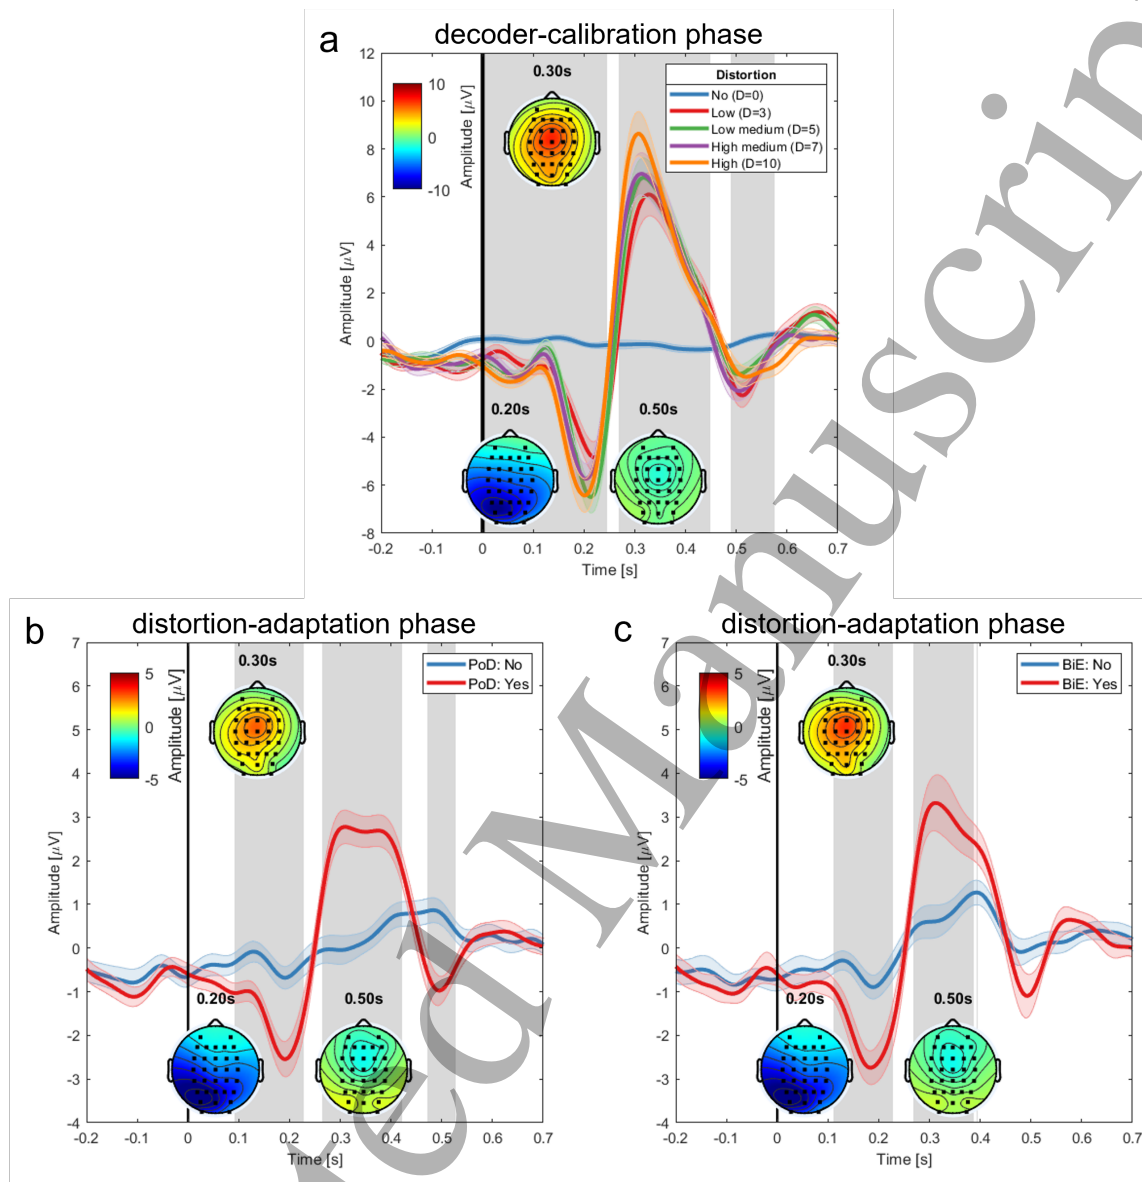 a
decoder-calibration phase
12
10
8
6
4
2
0
-2
-4
-6
-8
Amplitude [μV]
-0.2 -0.1 0 0.1 0.2 0.3 0.4 0.5 0.6 0.7
Time [s]
10
0
-10
Amplitude [μV]
0.30s
0.20s
0.50s
Distortion
No (D=0)
Low (D=3)
Low medium (D=5)
High medium (D=7)
High (D=10)
b
distortion-adaptation phase
7
6
5
4
3
2
1
0
-1
-2
-3
-4
Amplitude [μV]
-0.2 -0.1 0 0.1 0.2 0.3 0.4 0.5 0.6 0.7
Time [s]
5
0
-5
Amplitude [μV]
0.30s
0.20s
0.50s
PoD: No
PoD: Yes
c
distortion-adaptation phase
7
6
5
4
3
2
1
0
-1
-2
-3
-4
Amplitude [μV]
-0.2 -0.1 0 0.1 0.2 0.3 0.4 0.5 0.6 0.7
Time [s]
5
0
-5
Amplitude [μV]
0.30s
0.20s
0.50s
BiE: No
BiE: Yes
ed Manuscrip